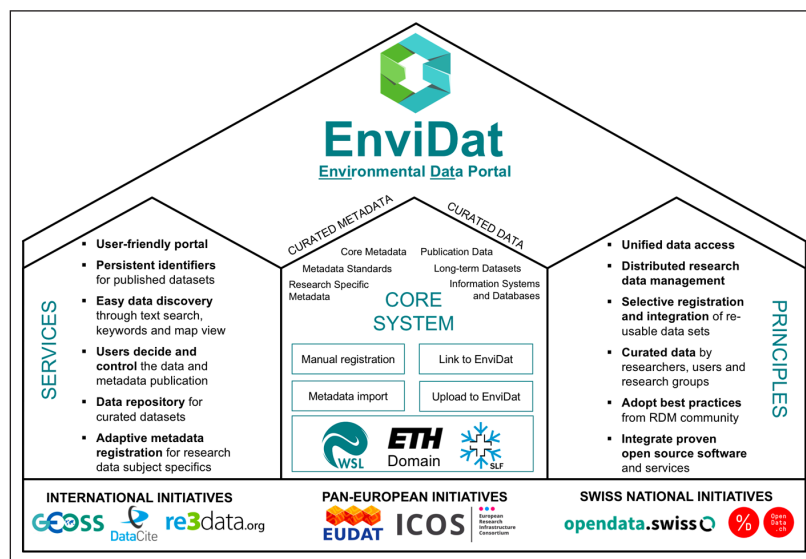 EnviDat
Environmental Data Portal
SERVICES
User-friendly portal
Persistent identifiers
for published datasets
Easy data discovery
through text search,
keywords and map view
Users decide and
control the data and
metadata publication
Data repository for
curated datasets
Adaptive metadata
registration for research
data subject specifics
CURATED METADATA
CURATED DATA
Core Metadata
Publication Data
Metadata Standards
Long-term Datasets
Research Specific
Metadata
Information Systems
and Databases
CORE
SYSTEM
Manual registration
Link to EnviDat
Metadata import
Upload to EnviDat
WSL
ETH
Domain
SLF
Unified data access
Distributed research
data management
Selective registration
and integration of re-
usable data sets
Curated data by
researchers, users and
research groups
Adopt best practices
from RDM community
Integrate proven
open source software
and services
PRINCIPLES
INTERNATIONAL INITIATIVES
GEOSS
DataCite
re3data.org
PAN-EUROPEAN INITIATIVES
EUDAT
ICOS
European
Research
Infrastructure
Consortium
SWISS NATIONAL INITIATIVES
opendata.swiss
%
Open
Data
.ch